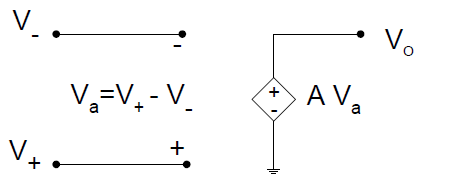 V-
-
Vo
+
Va=V+ - V-
A Va
-
V+
+